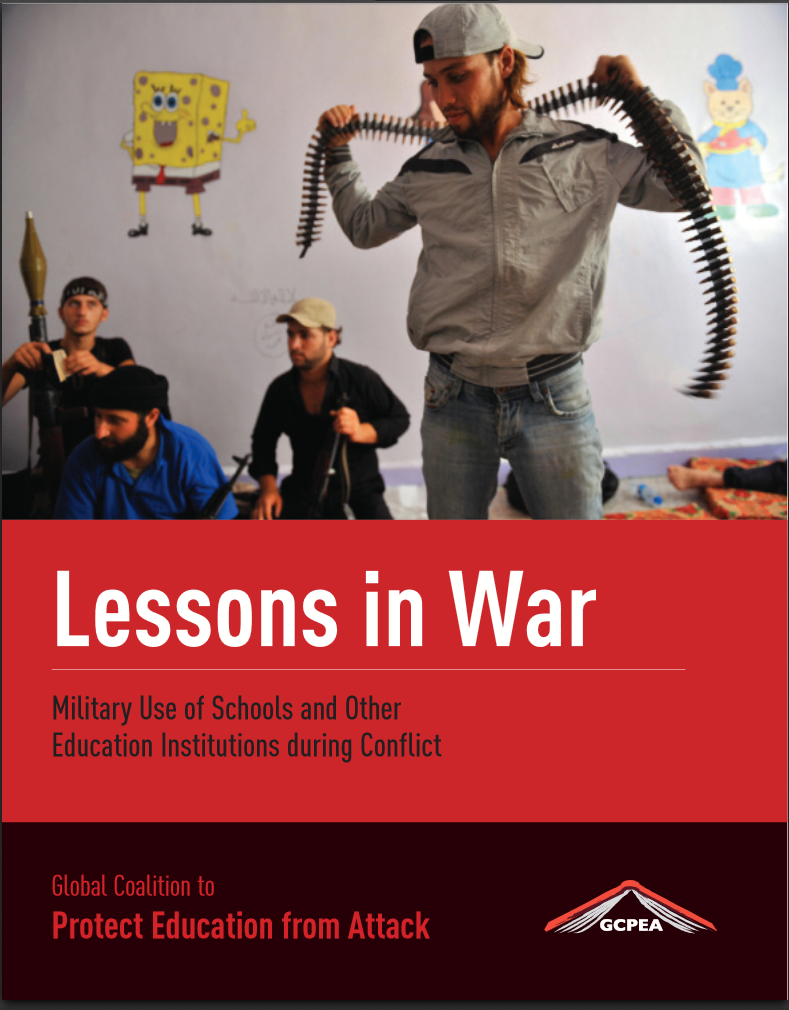 Lessons in War
Military Use of Schools and Other
Education Institutions during Conflict
Global Coalition to
Protect Education from Attack
GCPEA